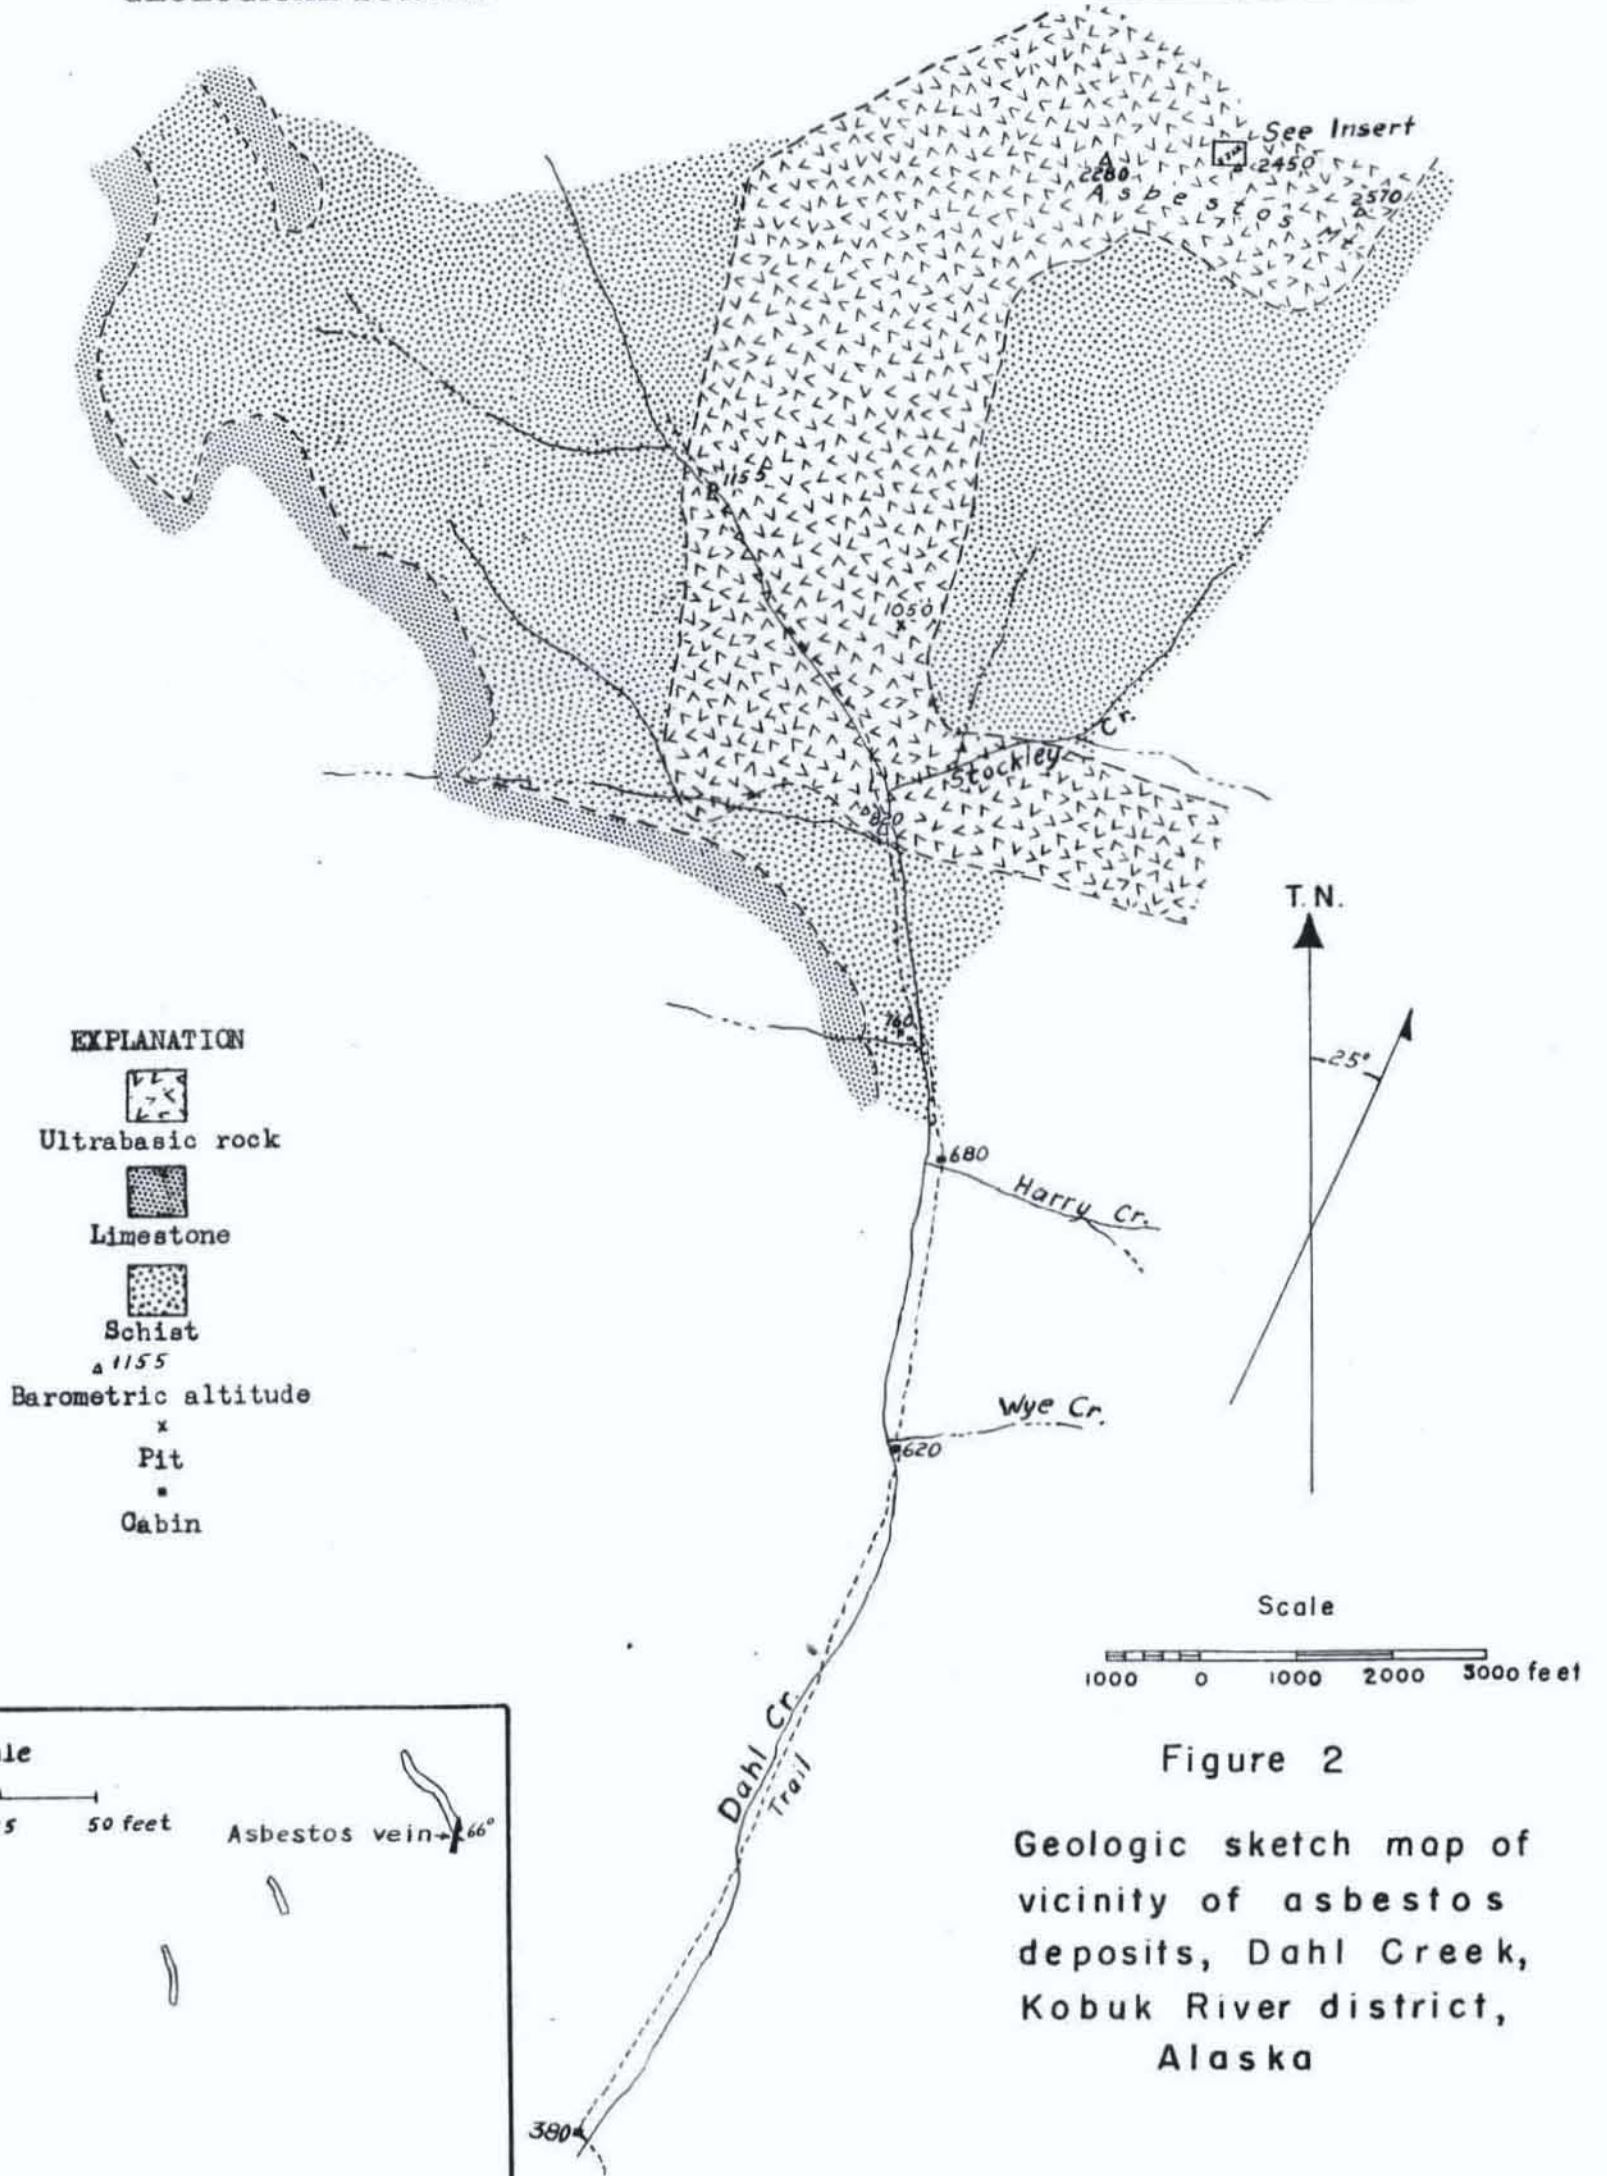 See Insert
2280
2450
2570
Asbestos Mt.
1155
1050
Stockley Cr.
820
760
T.N.
25°
EXPLANATION
Ultrabasic rock
Limestone
Schist
1155
Barometric altitude
x
Pit
Cabin
680
Harry Cr.
Wye Cr.
620
Scale
1000 0 1000 2000 3000 feet
Dahl Cr.
Trail
50 feet
Asbestos vein
66°
380
Figure 2
Geologic sketch map of
vicinity of asbestos
deposits, Dahl Creek,
Kobuk River district,
Alaska